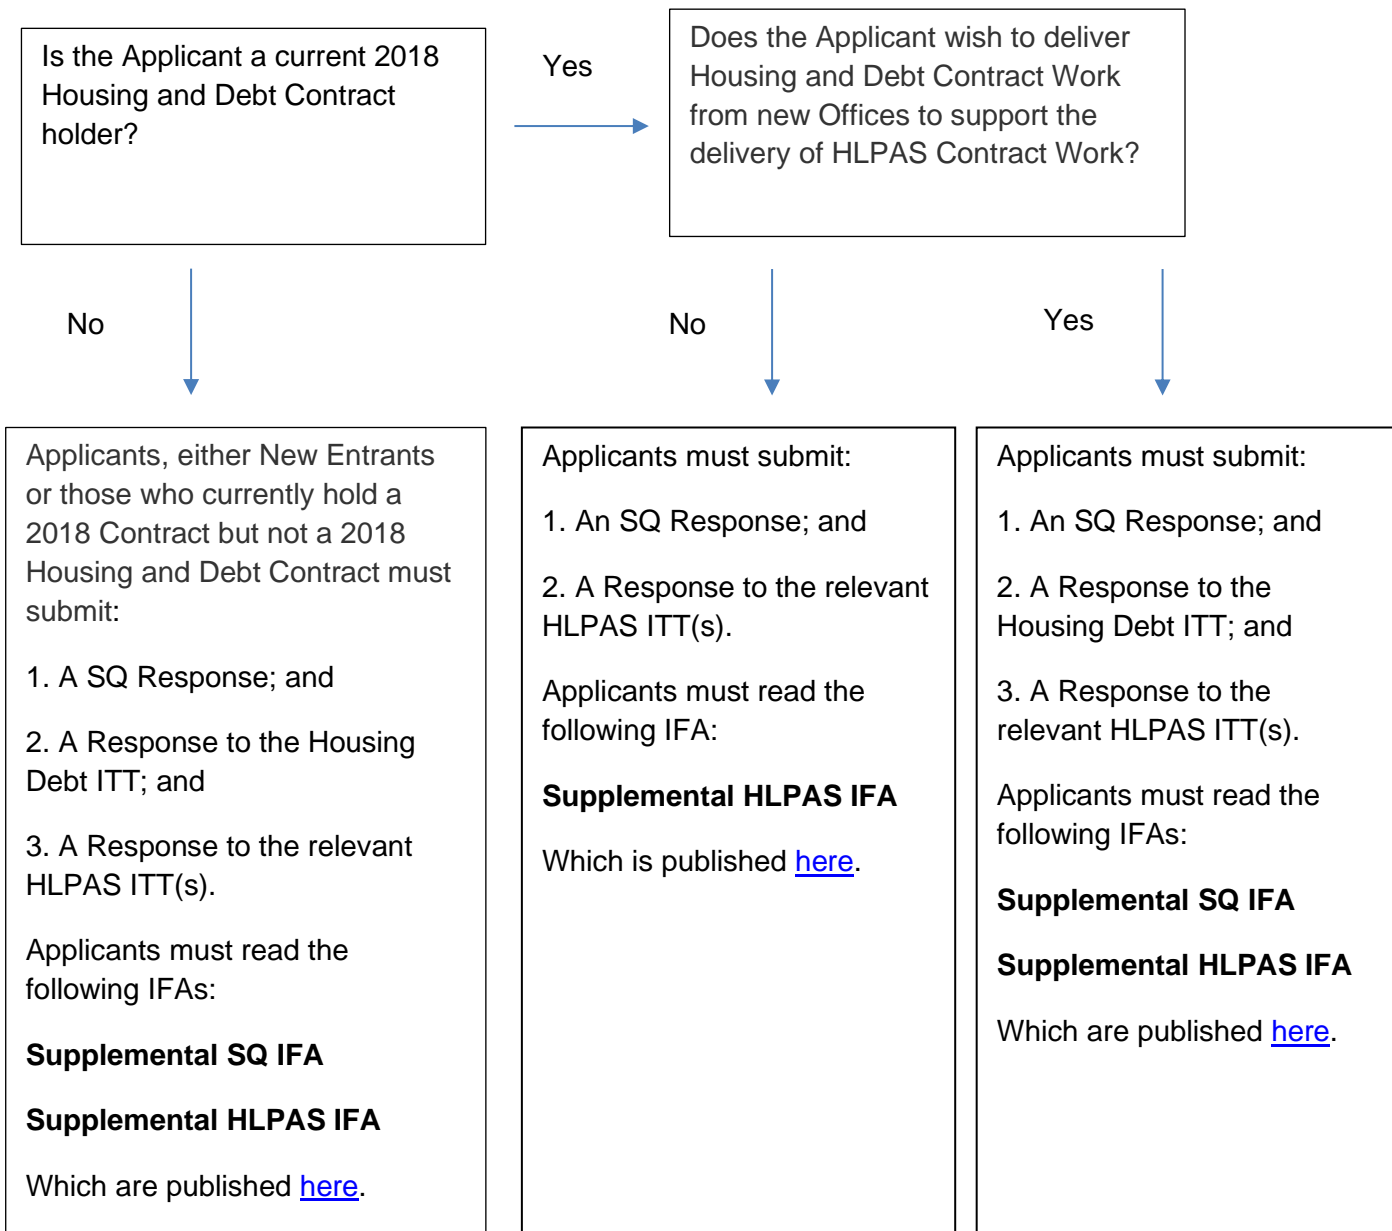 Is the Applicant a current 2018
Housing and Debt Contract
holder?
Yes
Does the Applicant wish to deliver
Housing and Debt Contract Work
from new Offices to support the
delivery of HLPAS Contract Work?
No
No
Yes
Applicants, either New Entrants
or those who currently hold a
2018 Contract but not a 2018
Housing and Debt Contract must
submit:
1. A SQ Response; and
2. A Response to the Housing
Debt ITT; and
3. A Response to the relevant
HLPAS ITT(s).
Applicants must read the
following IFAs:
Supplemental SQ IFA
Supplemental HLPAS IFA
Which are published here.
Applicants must submit:
1. An SQ Response; and
2. A Response to the relevant
HLPAS ITT(s).
Applicants must read the
following IFA:
Supplemental HLPAS IFA
Which is published here.
Applicants must submit:
1. An SQ Response; and
2. A Response to the
Housing Debt ITT; and
3. A Response to the
relevant HLPAS ITT(s).
Applicants must read the
following IFAs:
Supplemental SQ IFA
Supplemental HLPAS IFA
Which are published here.